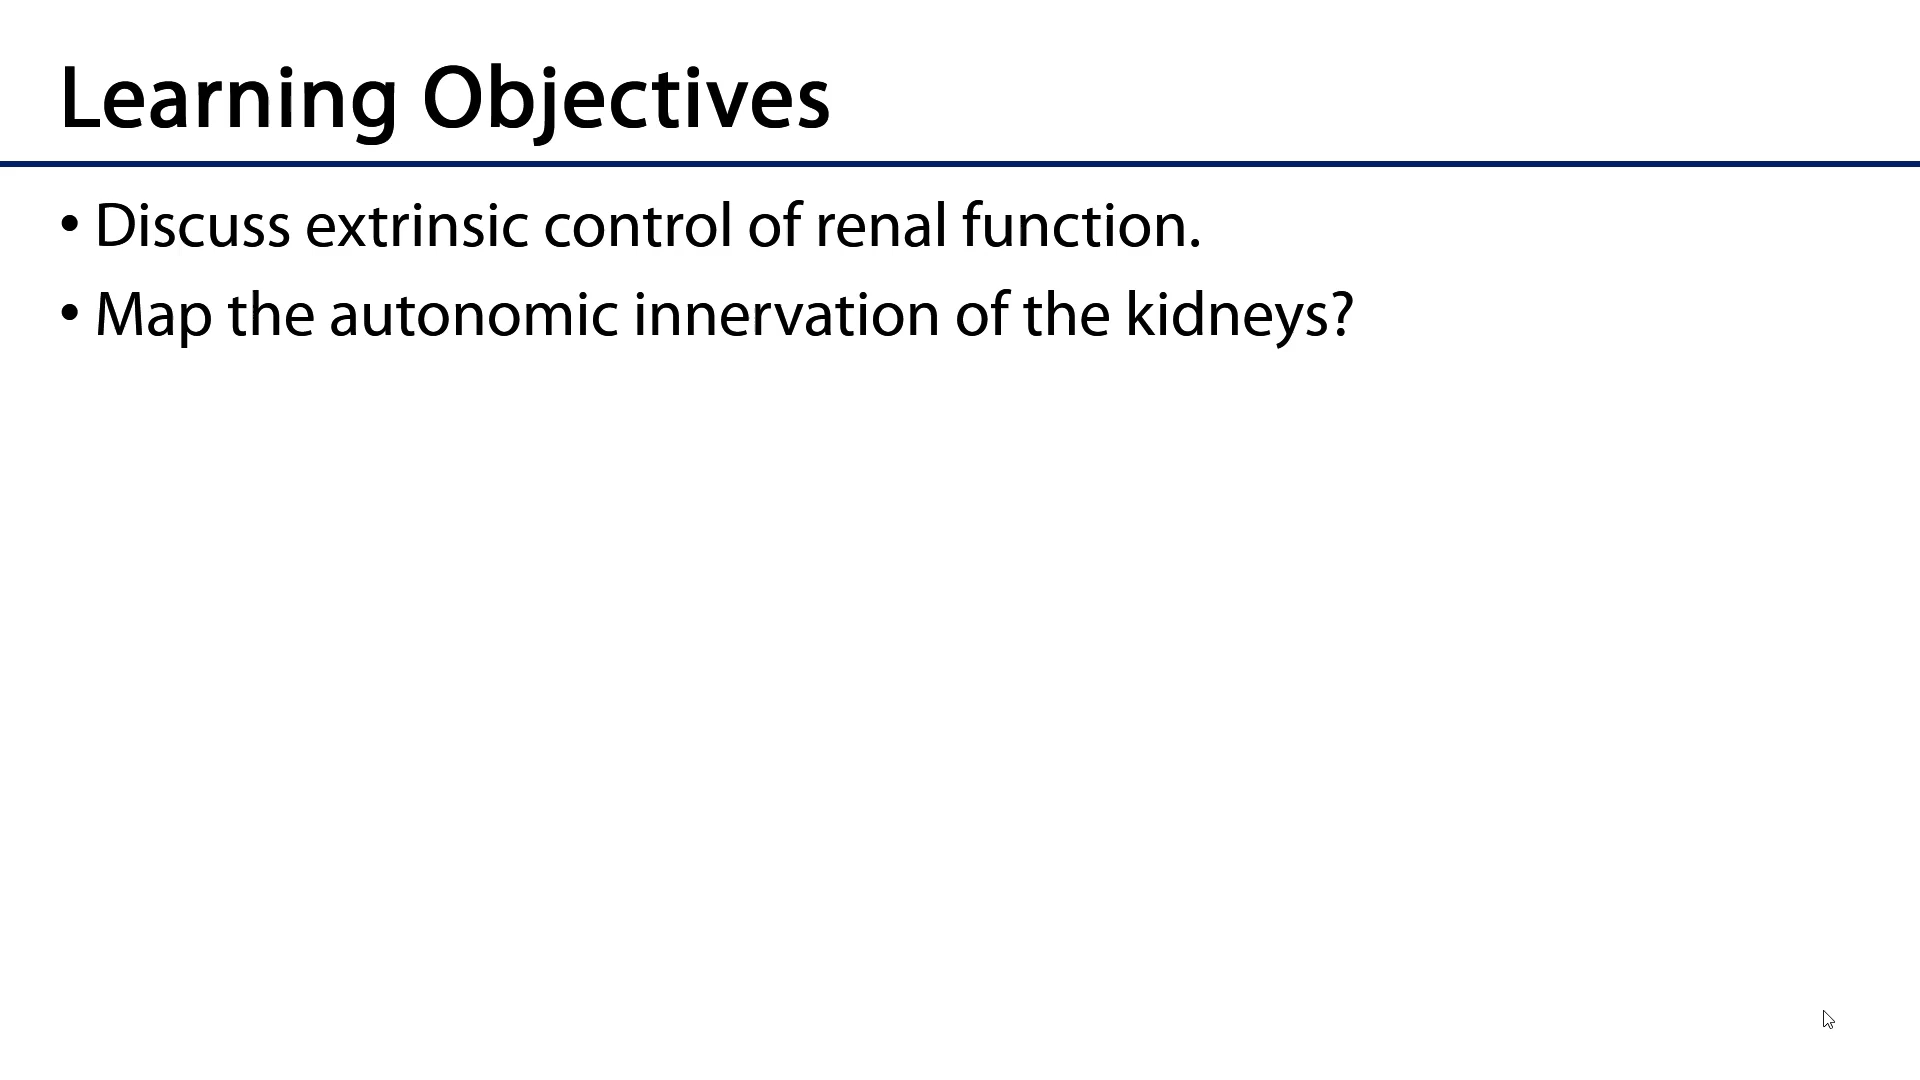 Learning Objectives
• Discuss extrinsic control of renal function.
• Map the autonomic innervation of the kidneys?